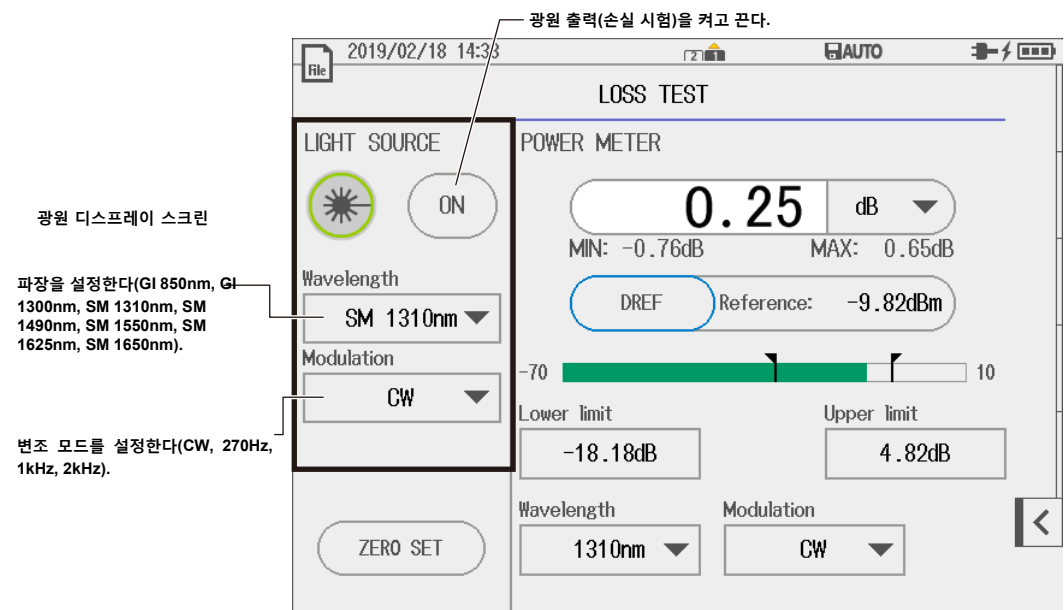 광원 출력(손실 시험)을 켜고 끈다.
File
2019/02/18 14:33
2 1
AUTO
LOSS TEST
LIGHT SOURCE
ON
광원 디스프레이 스크린
Wavelength
SM 1310nm
파장을 설정한다(GI 850nm, GI
1300nm, SM 1310nm, SM
1490nm, SM 1550nm, SM
1625nm, SM 1650nm).
Modulation
CW
변조 모드를 설정한다(CW, 270Hz,
1kHz, 2kHz).
ZERO SET
POWER METER
0.25 dB
MIN: -0.76dB MAX: 0.65dB
DREF Reference: -9.82dBm
-70 10
Lower limit Upper limit
-18.18dB 4.82dB
Wavelength Modulation
1310nm CW